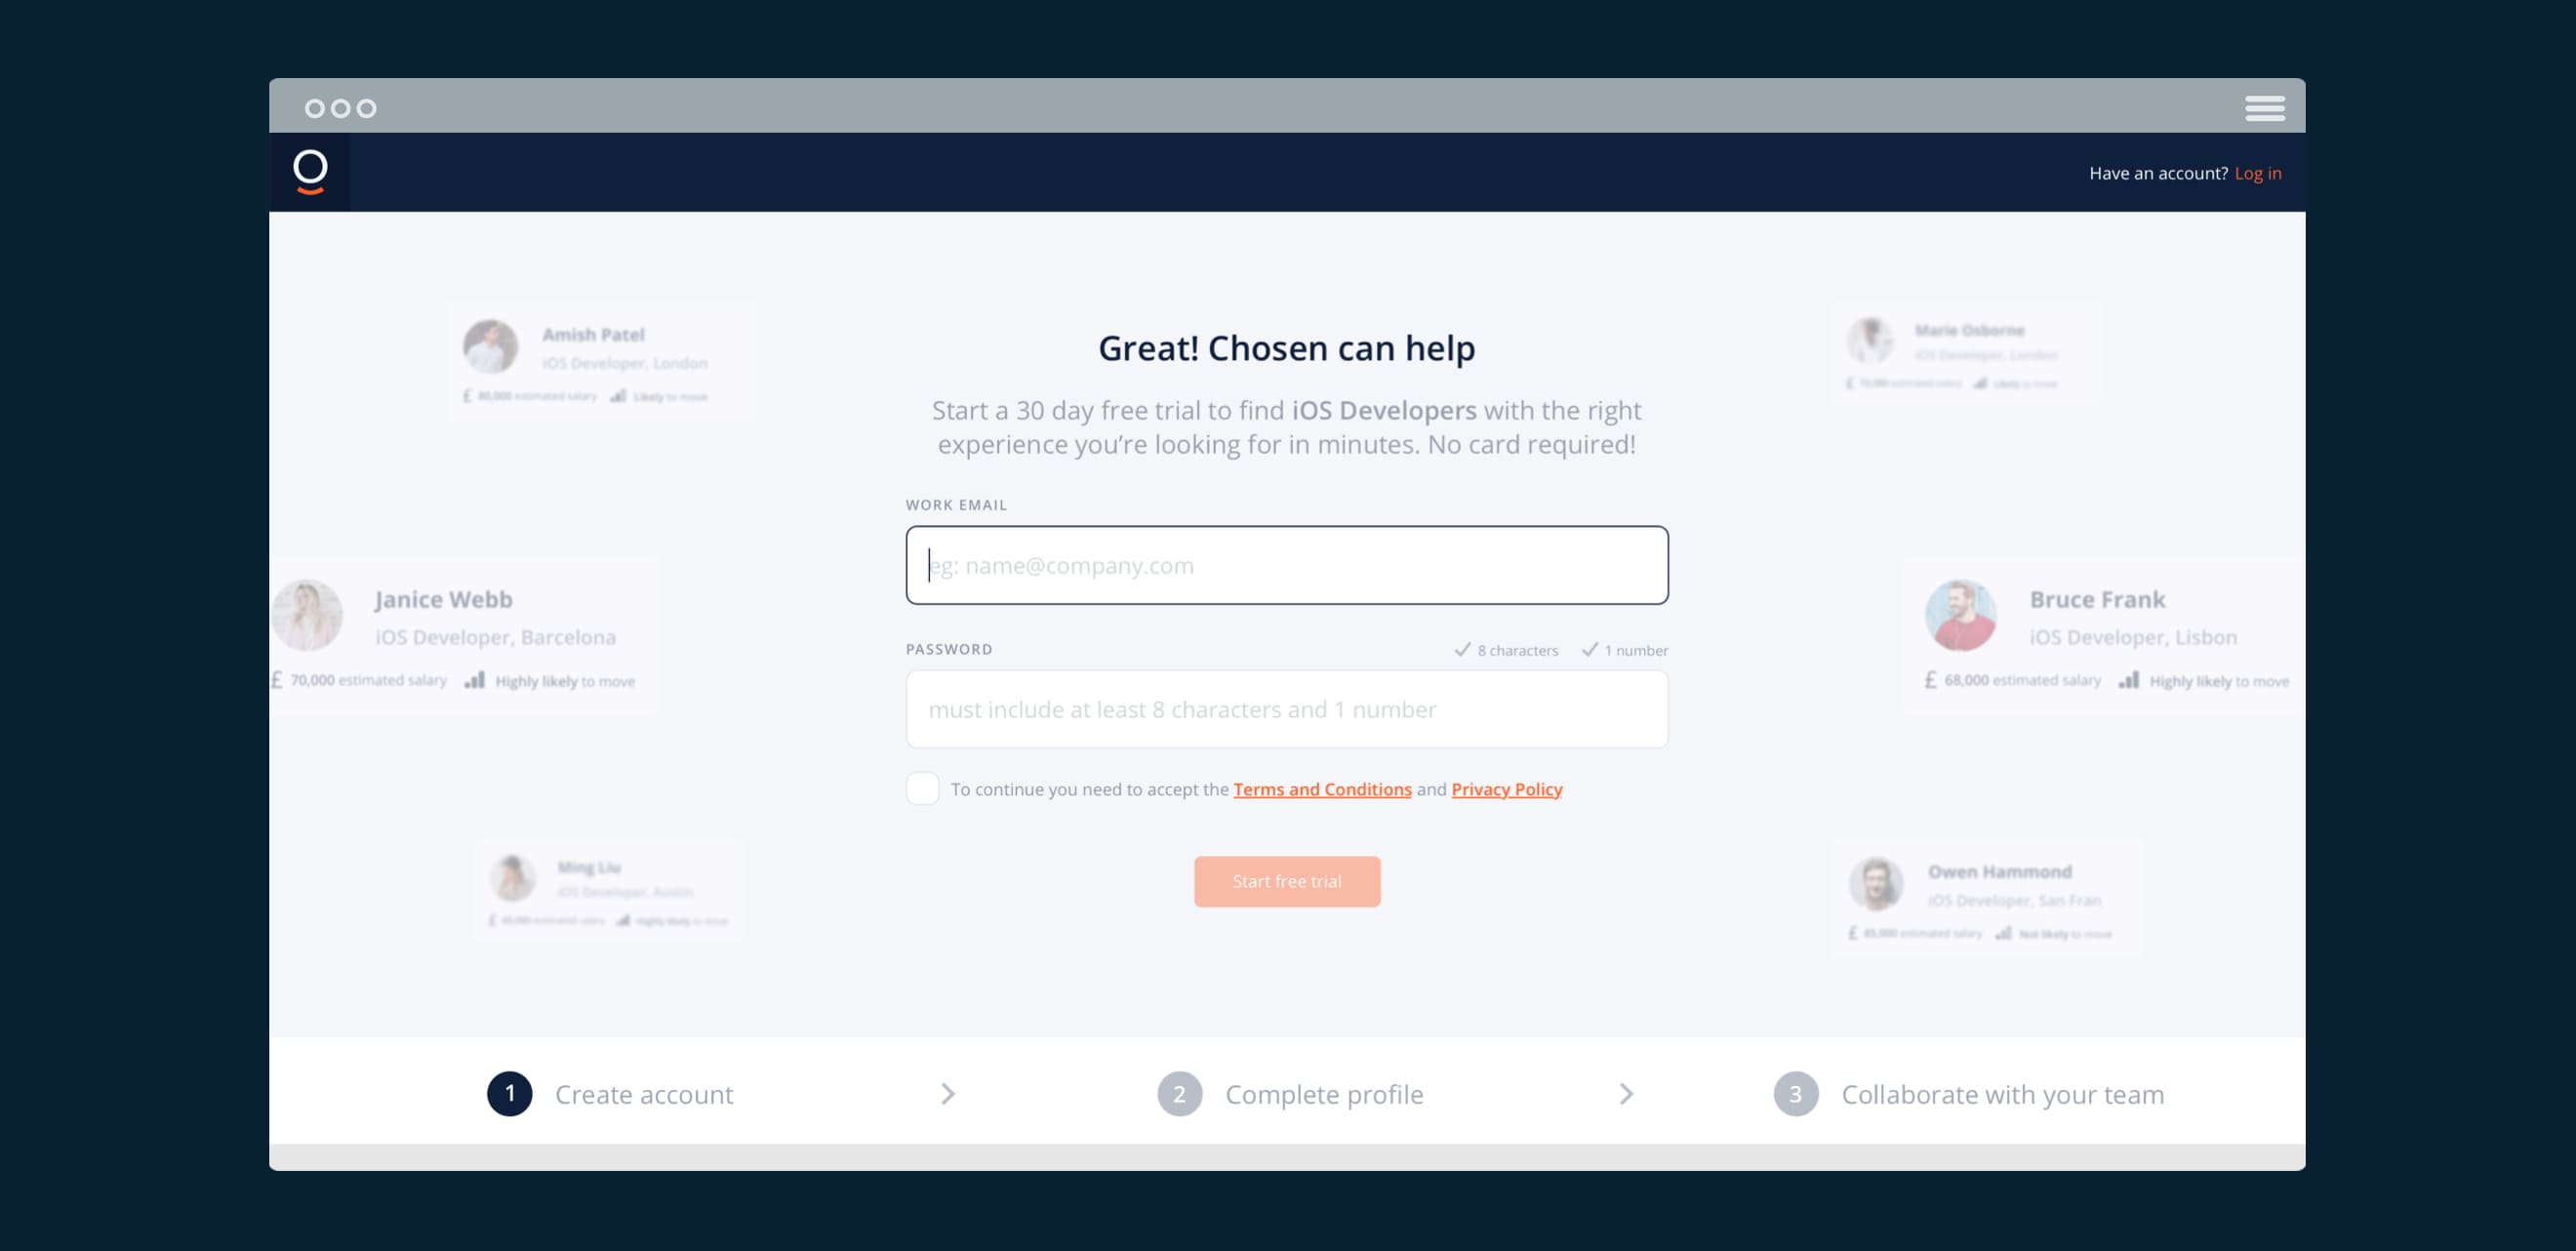 Have an account? Log in
Great! Chosen can help
Start a 30 day free trial to find iOS Developers with the right
experience you’re looking for in minutes. No card required!
WORK EMAIL
eg: name@company.com
PASSWORD
8 characters
1 number
must include at least 8 characters and 1 number
To continue you need to accept the Terms and Conditions and Privacy Policy
Start free trial
Amish Patel
iOS Developer, London
£ 80,000 estimated salary Likely to move
Janice Webb
iOS Developer, Barcelona
£ 70,000 estimated salary Highly likely to move
Ming Liu
iOS Developer, Austin
£ estimated salary Highly likely to move
Marie Osborne
iOS Developer, London
£ estimated salary Likely to move
Bruce Frank
iOS Developer, Lisbon
£ 68,000 estimated salary Highly likely to move
Owen Hammond
iOS Developer, San Fran
£ 85,000 estimated salary Not likely to move
1 Create account
2 Complete profile
3 Collaborate with your team